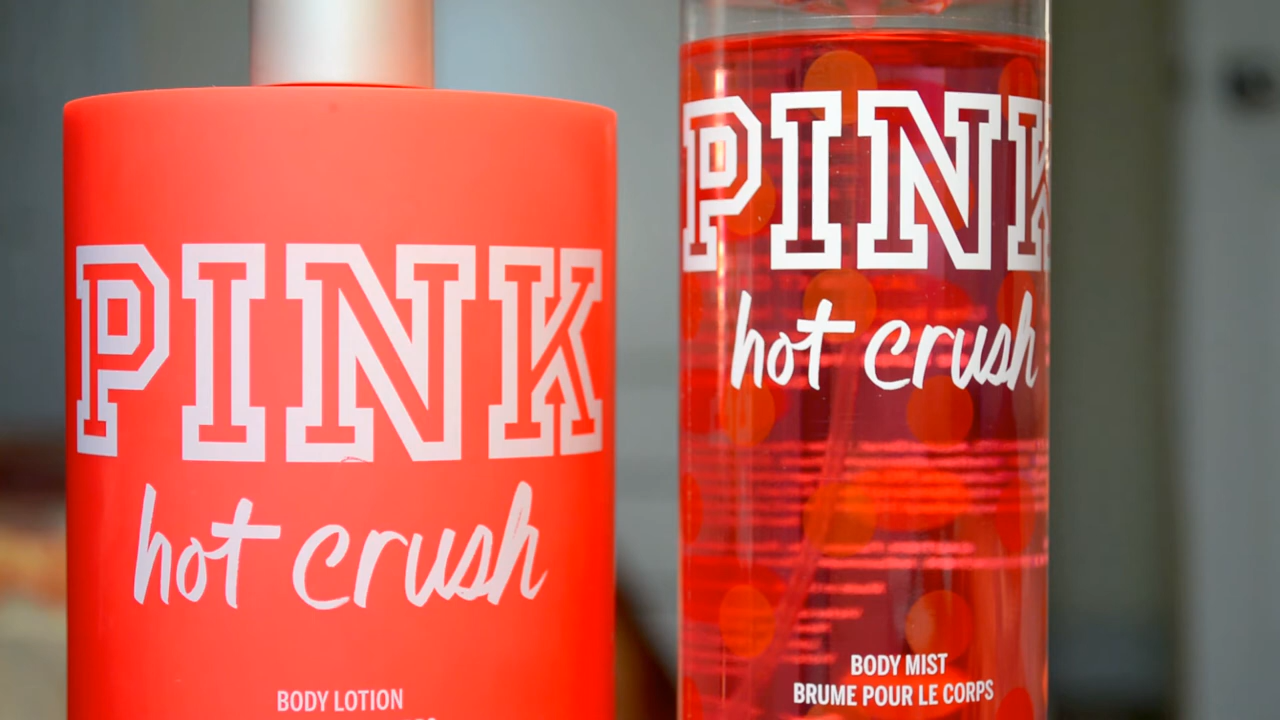 PINK
hot crush
BODY LOTION
PINK
hot crush
BODY MIST
BRUME POUR LE CORPS